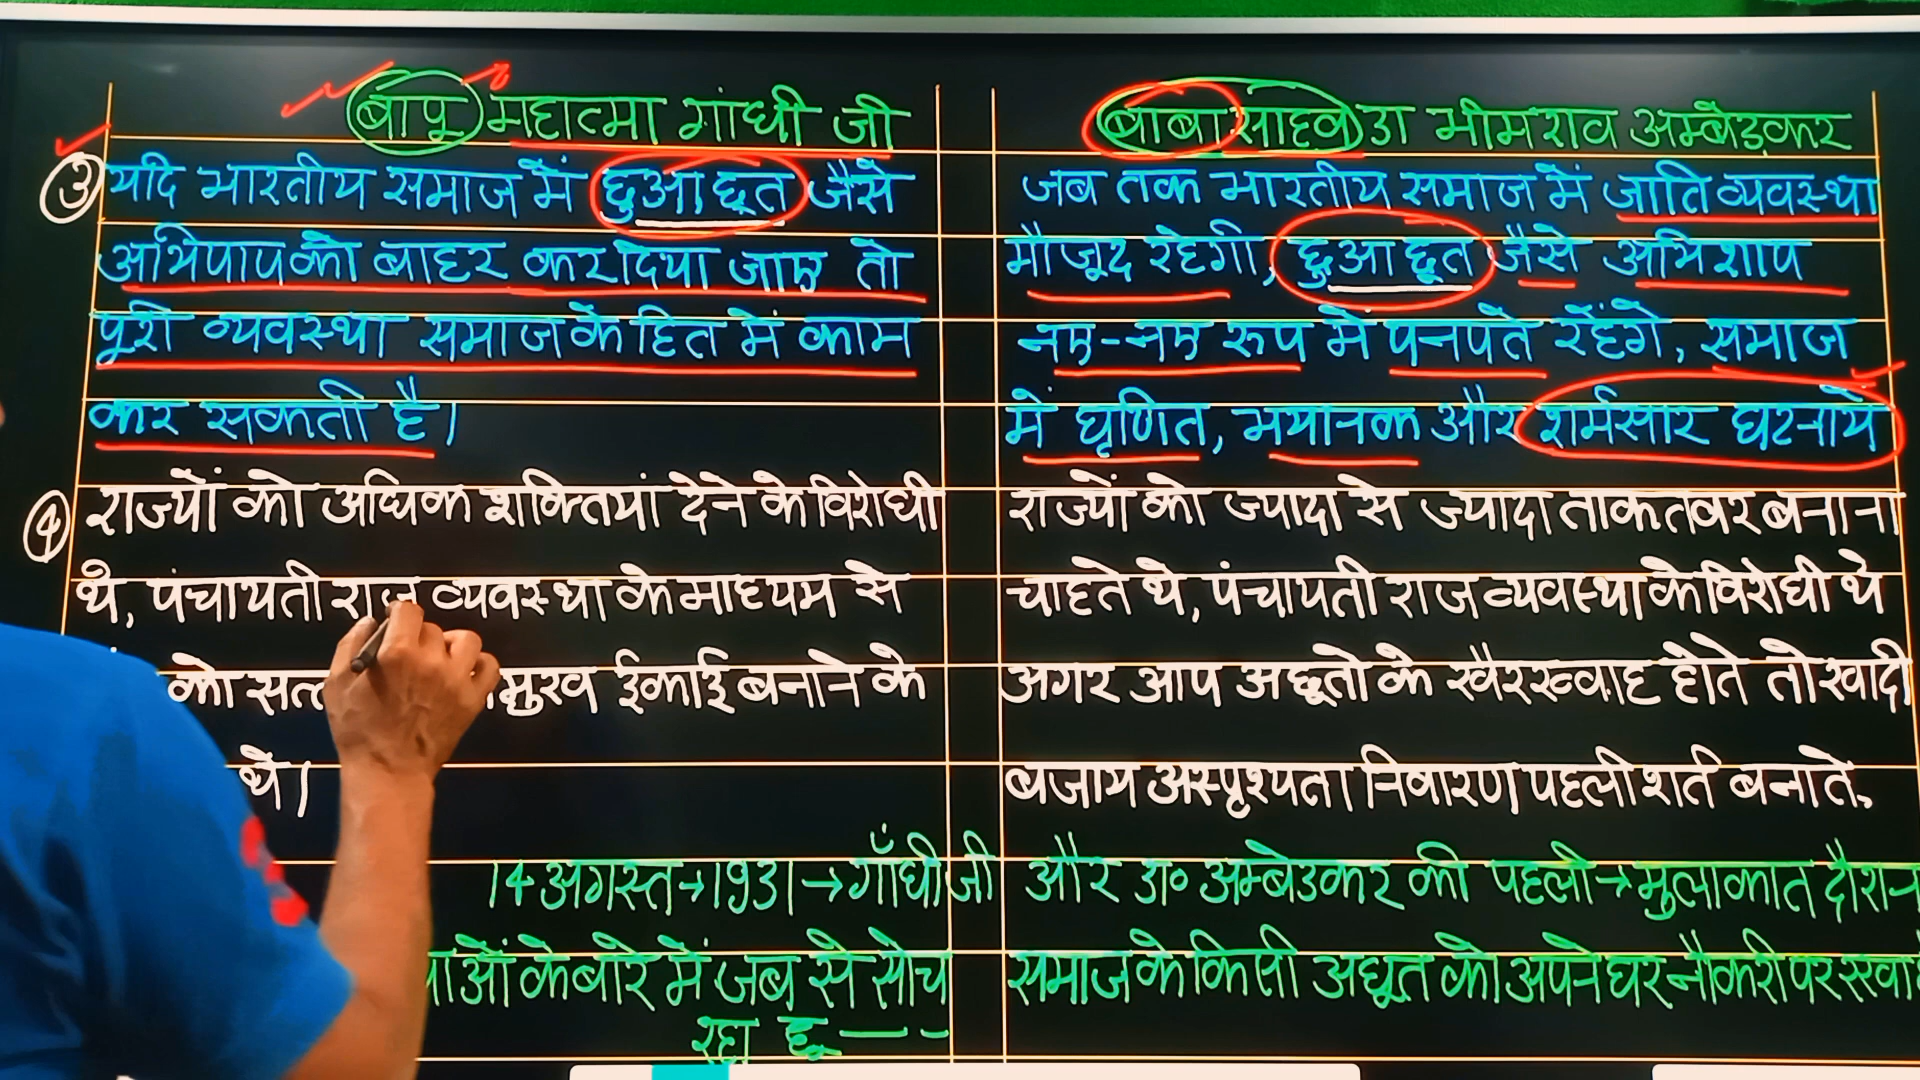 बापू महात्मा गांधी जी
③ यदि भारतीय समाज में छुआछूत जैसे
अभिपाप को बाहर कर दिया जाए तो
पूरी व्यवस्था समाज के हित में काम
कर सकती है।
④ राज्यों को अधिक शक्तियां देने के विरोधी
थे, पंचायती राज व्यवस्था के माध्यम से
को ईकाई बनाने के
थे।
बाबा साहब डा भीमराव अम्बेडकर
जब तक भारतीय समाज में जाति व्यवस्था
मौजूद रहेगी, छुआछूत जैसे अभिशाप
नए-नए रूप में पनपते रहेंगे, समाज
में घृणित, भयानक और शर्मसार घटनाये
राज्यों को ज्यादा से ज्यादा ताकतवर बनाना
चाहते थे, पंचायती राज व्यवस्था के विरोधी थे
अगर आप अछूतो के खैरख्वाह होते तो खादी
बजाय अस्पृश्यता निवारण पहली शर्त बनाते.
14 अगस्त→1931→गाँधी जी और डा० अम्बेडकर की पहली→मुलाकात
के बारे में जब से सोच समाज के किसी अछूत को अपने घर नौकरी पर
रहा हू — -